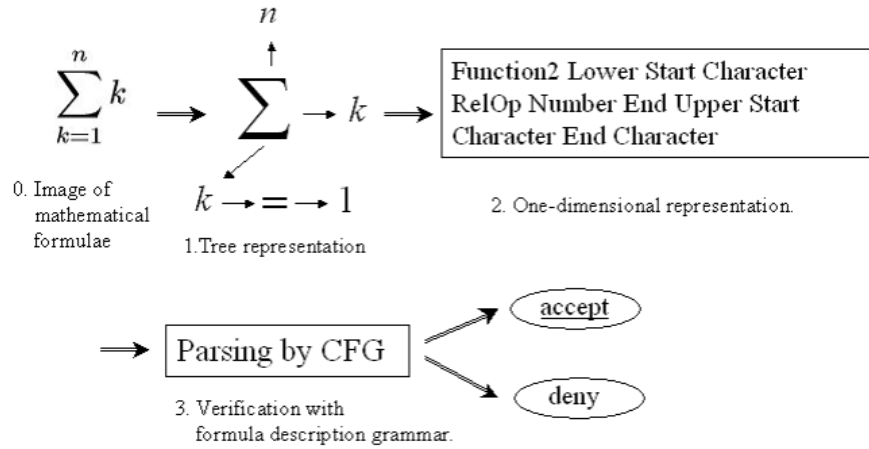 n
∑ k
k=1
n
∑ → k
k → = → 1
Function2 Lower Start Character
RelOp Number End Upper Start
Character End Character
0. Image of
mathematical
formulae
1.Tree representation
2. One-dimensional representation.
Parsing by CFG
accept
deny
3. Verification with
formula description grammar.